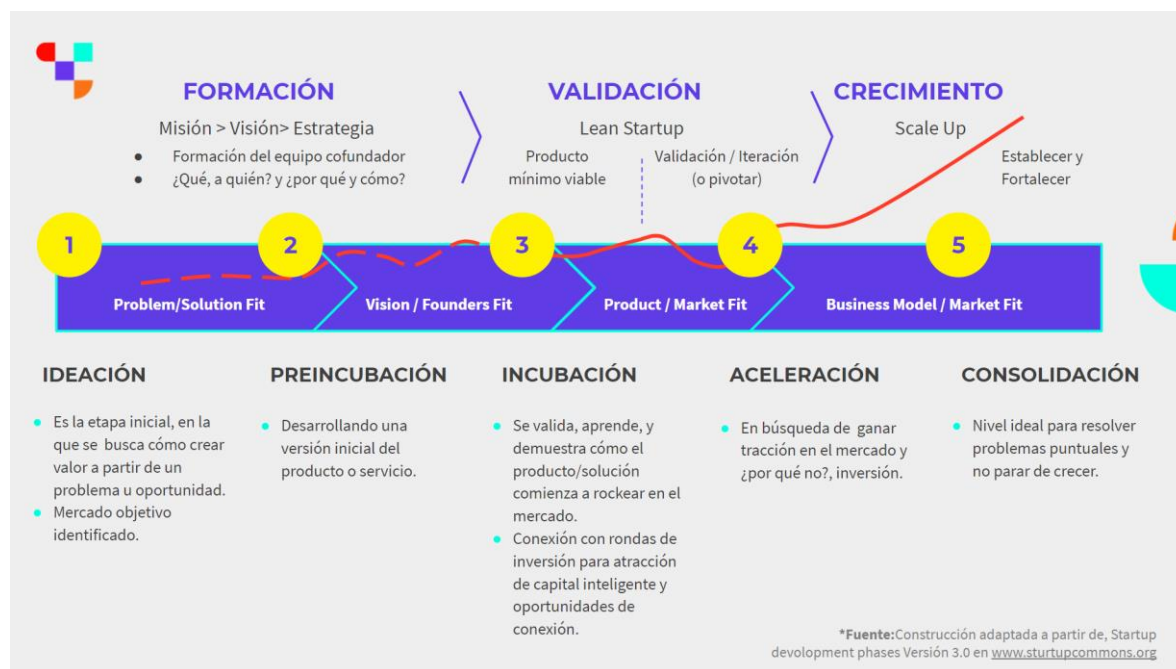 FORMACIÓN
Misión > Visión> Estrategia
● Formación del equipo cofundador
● ¿Qué, a quién? y ¿por qué y cómo?
VALIDACIÓN
Lean Startup
Producto
mínimo viable
Validación / Iteración
(o pivotar)
CRECIMIENTO
Scale Up
Establecer y
Fortalecer
1
2
3
4
5
Problem/Solution Fit
Vision / Founders Fit
Product / Market Fit
Business Model / Market Fit
IDEACIÓN
● Es la etapa inicial, en la
que se busca cómo crear
valor a partir de un
problema u oportunidad.
● Mercado objetivo
identificado.
PREINCUBACIÓN
● Desarrollando una
versión inicial del
producto o servicio.
INCUBACIÓN
● Se valida, aprende, y
demuestra cómo el
producto/solución
comienza a rockear en el
mercado.
● Conexión con rondas de
inversión para atracción
de capital inteligente y
oportunidades de
conexión.
ACELERACIÓN
● En búsqueda de ganar
tracción en el mercado y
¿por qué no?, inversión.
CONSOLIDACIÓN
● Nivel ideal para resolver
problemas puntuales y
no parar de crecer.
*Fuente:Construcción adaptada a partir de, Startup
devolopment phases Versión 3.0 en www.sturtupcommons.org